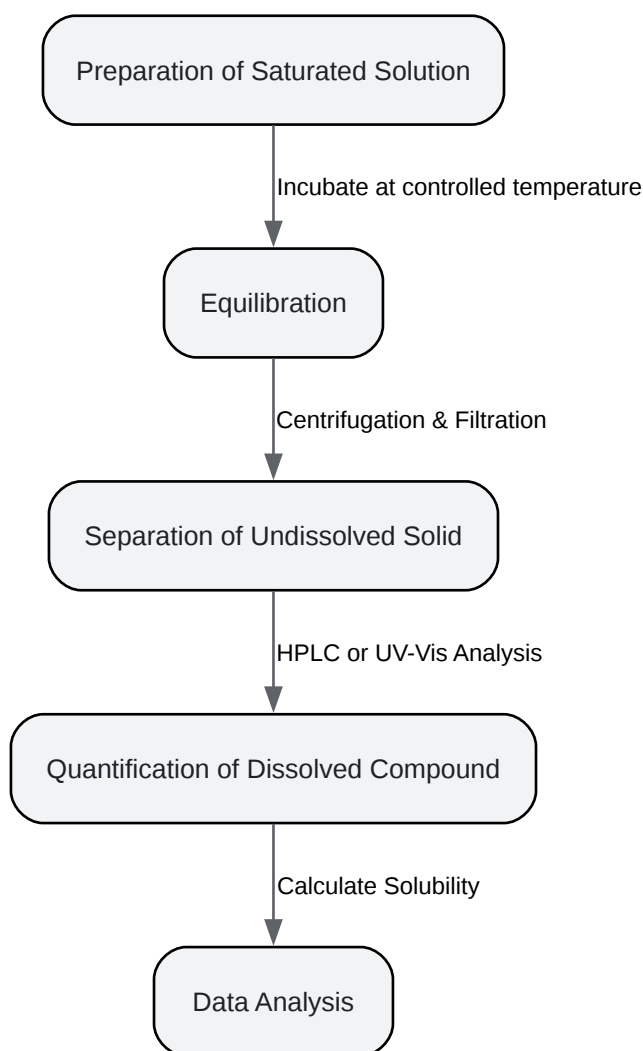 Preparation of Saturated Solution
Incubate at controlled temperature
Equilibration
Centrifugation & Filtration
Separation of Undissolved Solid
HPLC or UV-Vis Analysis
Quantification of Dissolved Compound
Calculate Solubility
Data Analysis